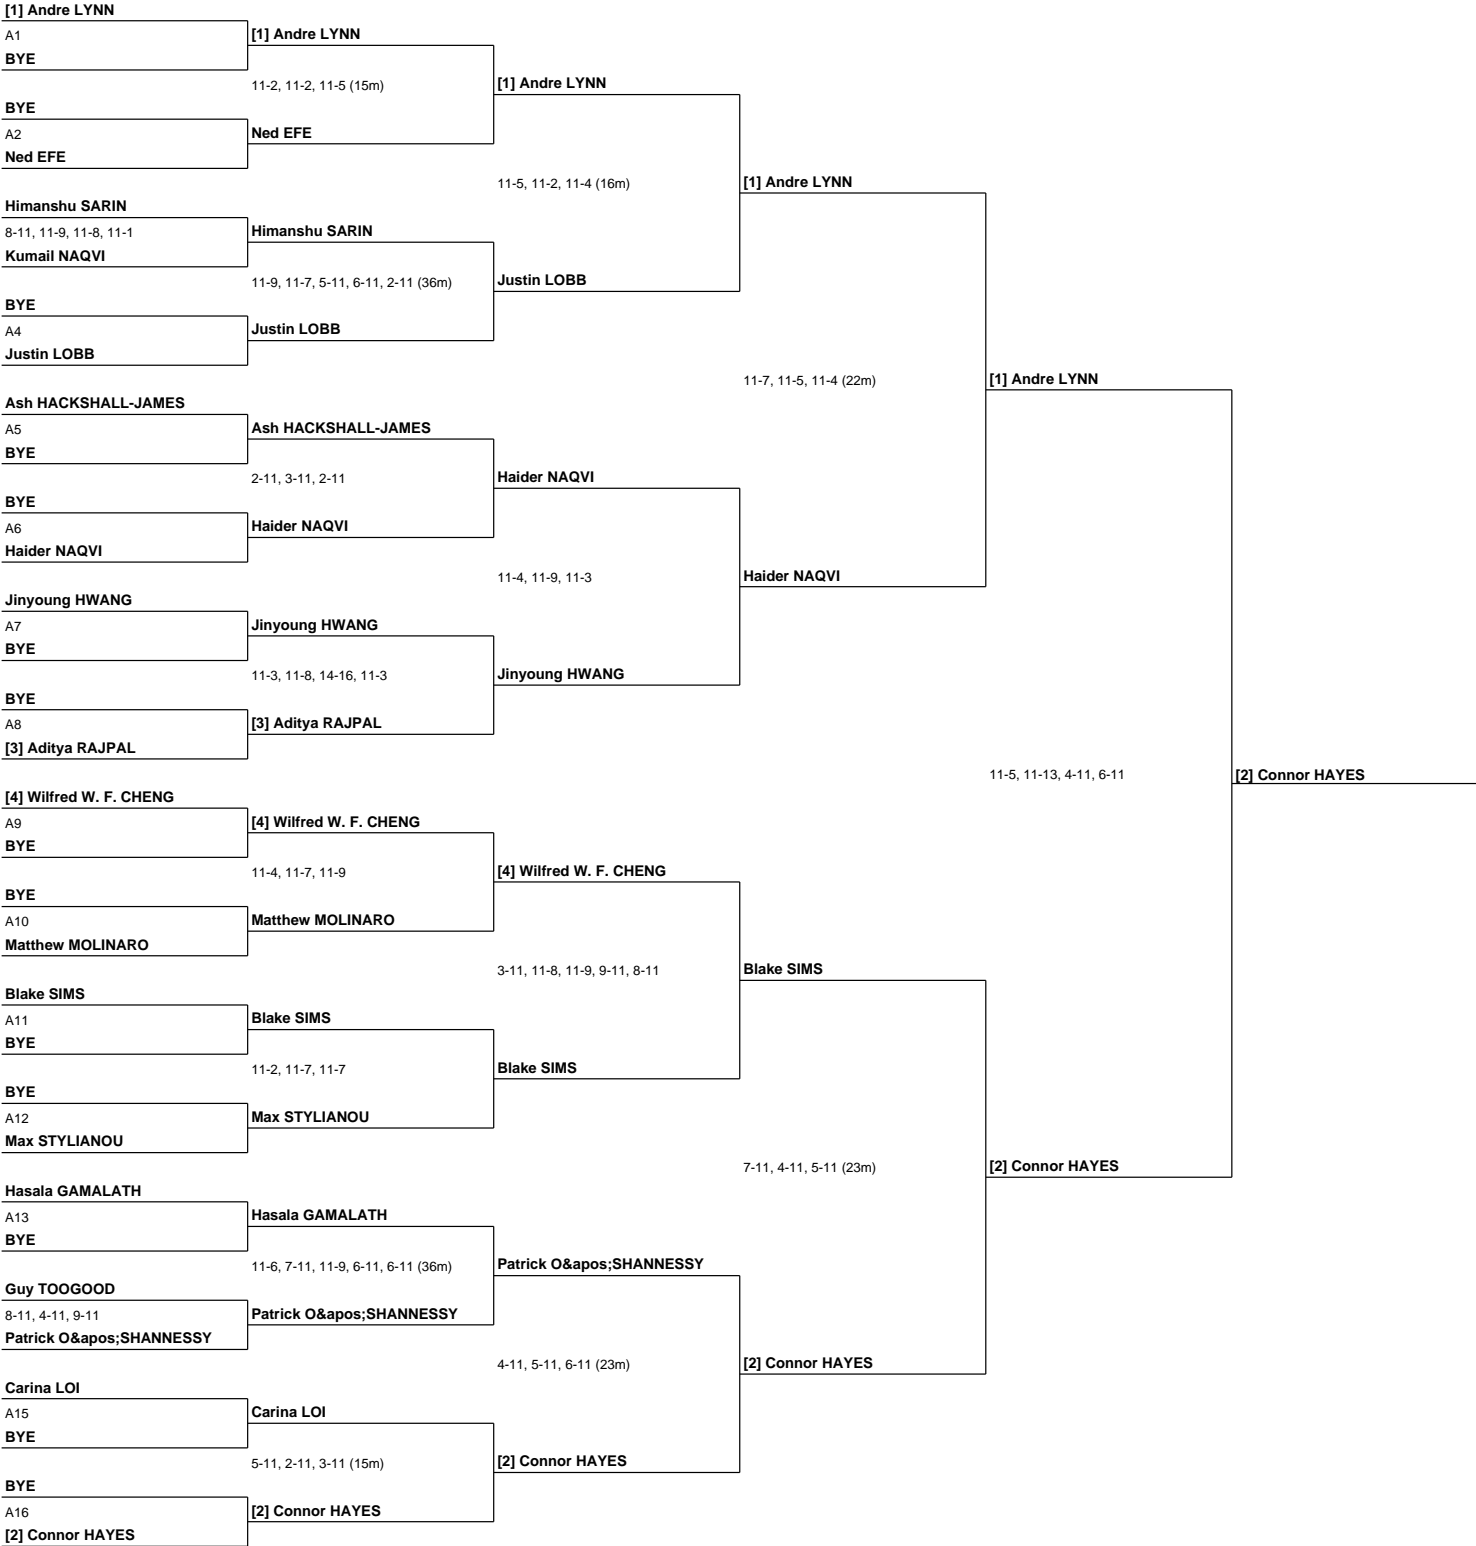 [1] Andre LYNN
A1
BYE
BYE
A2
Ned EFE
Himanshu SARIN
8-11, 11-9, 11-8, 11-1
Kumail NAQVI
BYE
A4
Justin LOBB
Ash HACKSHALL-JAMES
A5
BYE
BYE
A6
Haider NAQVI
Jinyoung HWANG
A7
BYE
BYE
A8
[3] Aditya RAJPAL
[4] Wilfred W. F. CHENG
A9
BYE
BYE
A10
Matthew MOLINARO
Blake SIMS
A11
BYE
BYE
A12
Max STYLIANOU
Hasala GAMALATH
A13
BYE
Guy TOOGOOD
8-11, 4-11, 9-11
Patrick O&apos;SHANNESSY
Carina LOI
A15
BYE
BYE
A16
[2] Connor HAYES
[1] Andre LYNN
11-2, 11-2, 11-5 (15m)
Ned EFE
Himanshu SARIN
11-9, 11-7, 5-11, 6-11, 2-11 (36m)
Justin LOBB
Ash HACKSHALL-JAMES
2-11, 3-11, 2-11
Haider NAQVI
Jinyoung HWANG
11-3, 11-8, 14-16, 11-3
[3] Aditya RAJPAL
[4] Wilfred W. F. CHENG
11-4, 11-7, 11-9
Matthew MOLINARO
Blake SIMS
11-2, 11-7, 11-7
Max STYLIANOU
Hasala GAMALATH
11-6, 7-11, 11-9, 6-11, 6-11 (36m)
Patrick O&apos;SHANNESSY
Carina LOI
5-11, 2-11, 3-11 (15m)
[2] Connor HAYES
[1] Andre LYNN
11-5, 11-2, 11-4 (16m)
Justin LOBB
Haider NAQVI
11-4, 11-9, 11-3
Jinyoung HWANG
[4] Wilfred W. F. CHENG
3-11, 11-8, 11-9, 9-11, 8-11
Blake SIMS
Patrick O&apos;SHANNESSY
4-11, 5-11, 6-11 (23m)
[2] Connor HAYES
[1] Andre LYNN
11-7, 11-5, 11-4 (22m)
Haider NAQVI
Blake SIMS
7-11, 4-11, 5-11 (23m)
[2] Connor HAYES
[1] Andre LYNN
11-5, 11-13, 4-11, 6-11
[2] Connor HAYES
[2] Connor HAYES